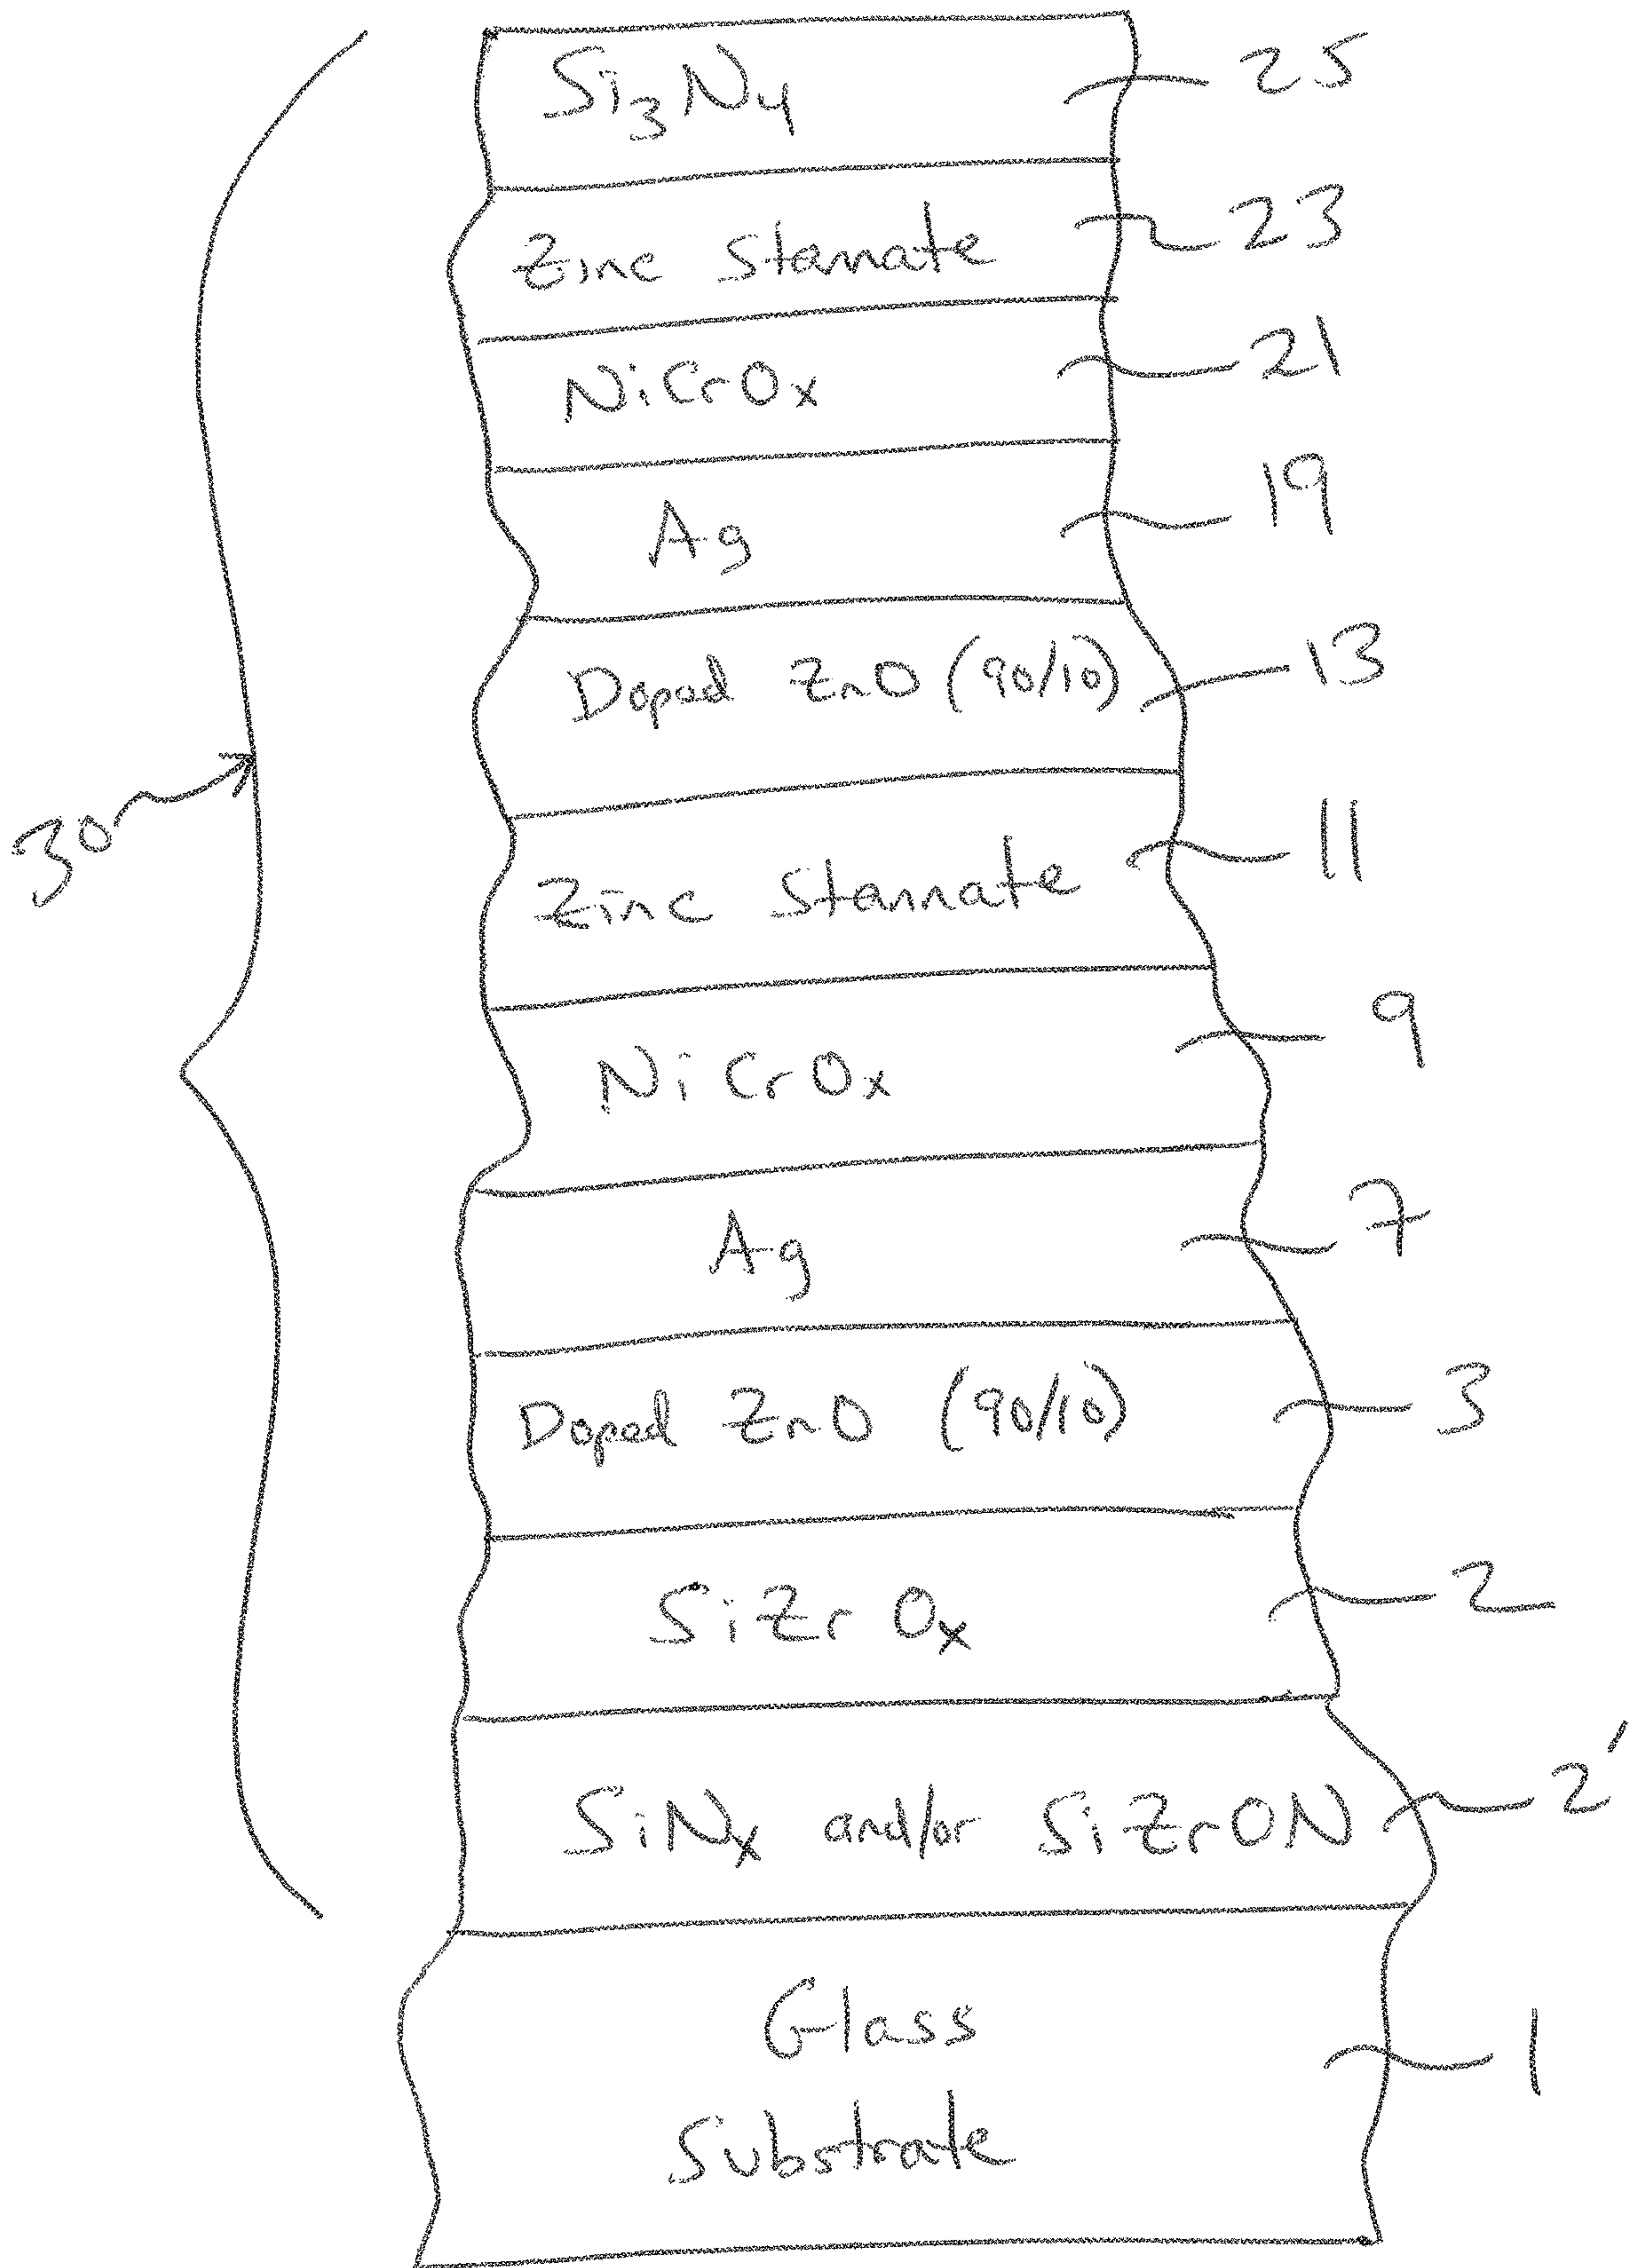 Si3N4 25
Zinc Stannate 23
NiCrOx 21
Ag 19
Doped ZnO (90/10) 13
30
Zinc Stannate 11
NiCrOx 9
Ag 7
Doped ZnO (90/10) 3
SiZrOx 2
SiNx and/or SiZrON 2'
Glass 1
Substrate